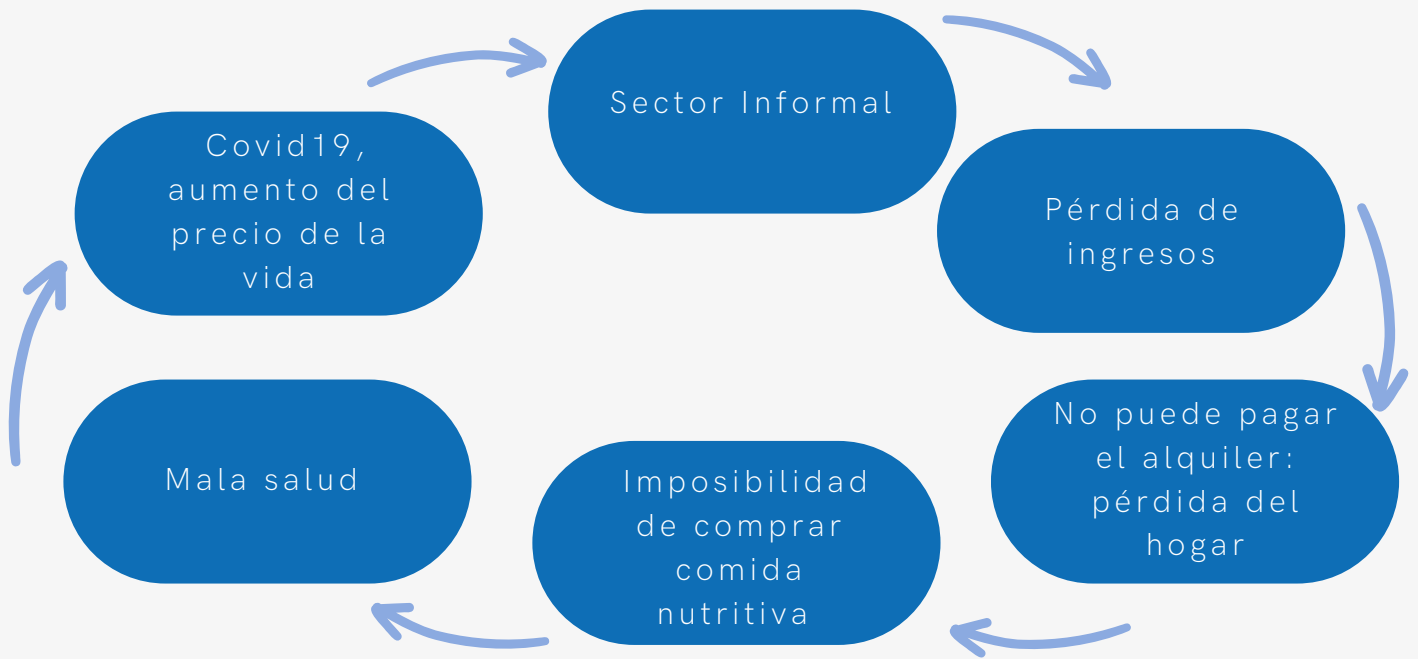 Sector Informal
Pérdida de
ingresos
No puede pagar
el alquiler:
pérdida del
hogar
Imposibilidad
de comprar
comida
nutritiva
Mala salud
Covid19,
aumento del
precio de la
vida